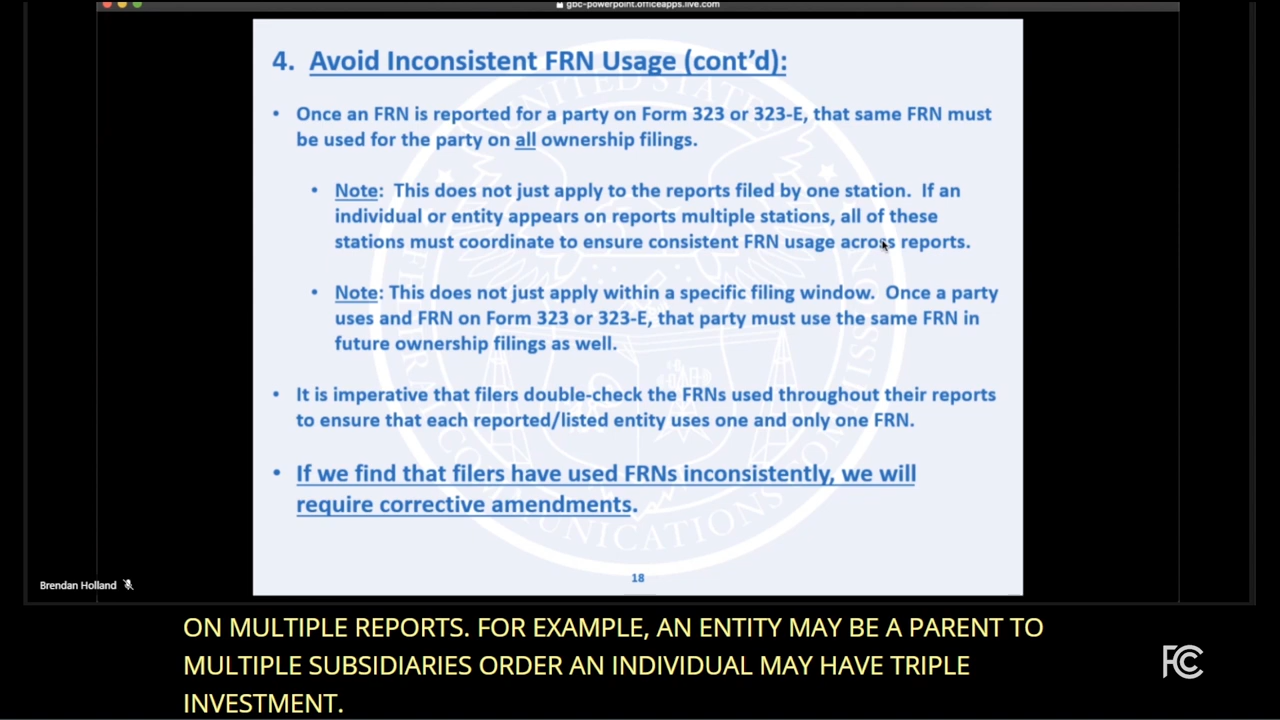 gbc-powerpoint.officeapps.live.com
4. Avoid Inconsistent FRN Usage (cont’d):
• Once an FRN is reported for a party on Form 323 or 323-E, that same FRN must
be used for the party on all ownership filings.
• Note: This does not just apply to the reports filed by one station. If an
individual or entity appears on reports multiple stations, all of these
stations must coordinate to ensure consistent FRN usage across reports.
• Note: This does not just apply within a specific filing window. Once a party
uses and FRN on Form 323 or 323-E, that party must use the same FRN in
future ownership filings as well.
• It is imperative that filers double-check the FRNs used throughout their reports
to ensure that each reported/listed entity uses one and only one FRN.
• If we find that filers have used FRNs inconsistently, we will
require corrective amendments.
18
Brendan Holland
ON MULTIPLE REPORTS. FOR EXAMPLE, AN ENTITY MAY BE A PARENT TO
MULTIPLE SUBSIDIARIES ORDER AN INDIVIDUAL MAY HAVE TRIPLE
INVESTMENT.
FCC
UNITED STATES
FEDERAL COMMUNICATIONS COMMISSION